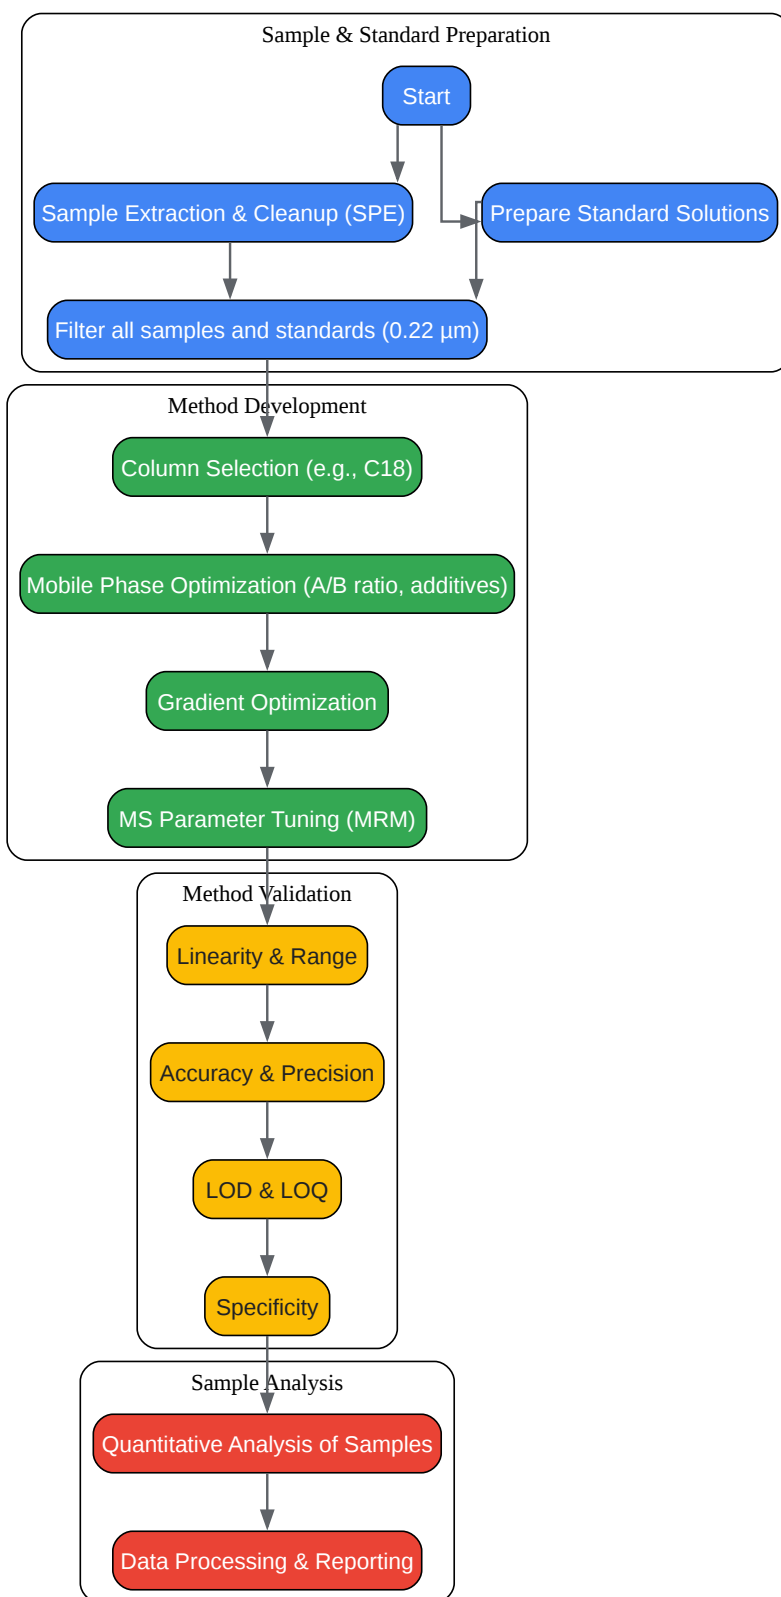 Sample & Standard Preparation
Start
Sample Extraction & Cleanup (SPE)
Prepare Standard Solutions
Filter all samples and standards (0.22 µm)
Method Development
Column Selection (e.g., C18)
Mobile Phase Optimization (A/B ratio, additives)
Gradient Optimization
MS Parameter Tuning (MRM)
Method Validation
Linearity & Range
Accuracy & Precision
LOD & LOQ
Specificity
Sample Analysis
Quantitative Analysis of Samples
Data Processing & Reporting